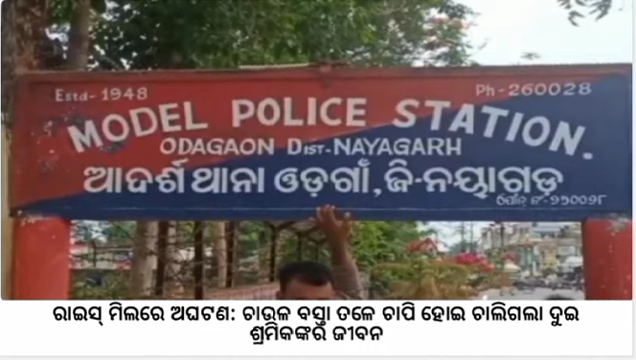 Estd- 1948
Ph - 260028
MODEL POLICE STATION.
ODAGAON DIST-NAYAGARH
ଆଦର୍ଶ ଥାନା ଓଡ଼ଗାଁ, ଜି-ନୟାଗଡ଼
ଫୋନ୍ ନଂ-୨୬୦୦୨୮
ରାଇସ୍ ମିଲରେ ଅଘଟଣ: ଚାଉଳ ବସ୍ତା ତଳେ ଚାପି ହୋଇ ଚାଲିଗଲା ଦୁଇ
ଶ୍ରମିକଙ୍କର ଜୀବନ